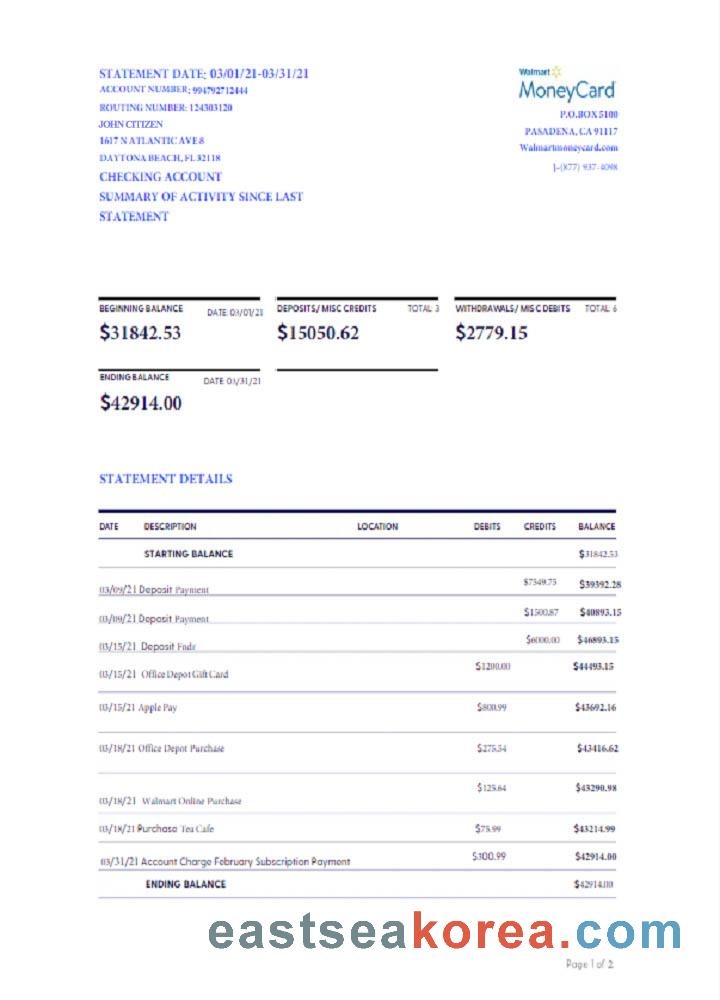 STATEMENT DATE: 03/01/21-03/31/21
ACCOUNT NUMBER: 994792712444
ROUTING NUMBER: 124303120
JOHN CITIZEN
1617 N ATLANTIC AVE 8
DAYTONA BEACH, FL 32118
CHECKING ACCOUNT
SUMMARY OF ACTIVITY SINCE LAST
STATEMENT
Walmart
MoneyCard
P.O.BOX 5100
PASADENA, CA 91117
Walmartmoneycard.com
1-(877) 937-4098
BEGINNING BALANCE DATE 03/01/21 DEPOSITS/ MISC CREDITS TOTAL 3 WITHDRAWALS/ MISC DEBITS TOTAL 6
$31842.53 $15050.62 $2779.15
ENDING BALANCE DATE 03/31/21
$42914.00
STATEMENT DETAILS
DATE DESCRIPTION LOCATION DEBITS CREDITS BALANCE
STARTING BALANCE $31842.53
03/09/21 Deposit Payment $7549.75 $39392.28
03/09/21 Deposit Payment $1500.87 $40893.15
03/15/21 Deposit $6000.00 $46893.15
03/15/21 Office Depot Gift Card $1200.00 $44493.15
03/15/21 Apple Pay $800.99 $43692.16
03/18/21 Office Depot Purchase $275.54 $43416.62
03/18/21 Walmart Online Purchase $125.64 $43290.98
03/18/21 Purchase Tea Cafe $75.99 $43214.99
03/31/21 Account Charge February Subscription Payment $300.99 $42914.00
ENDING BALANCE $42914.00
eastseakorea.com
Page 1 of 2